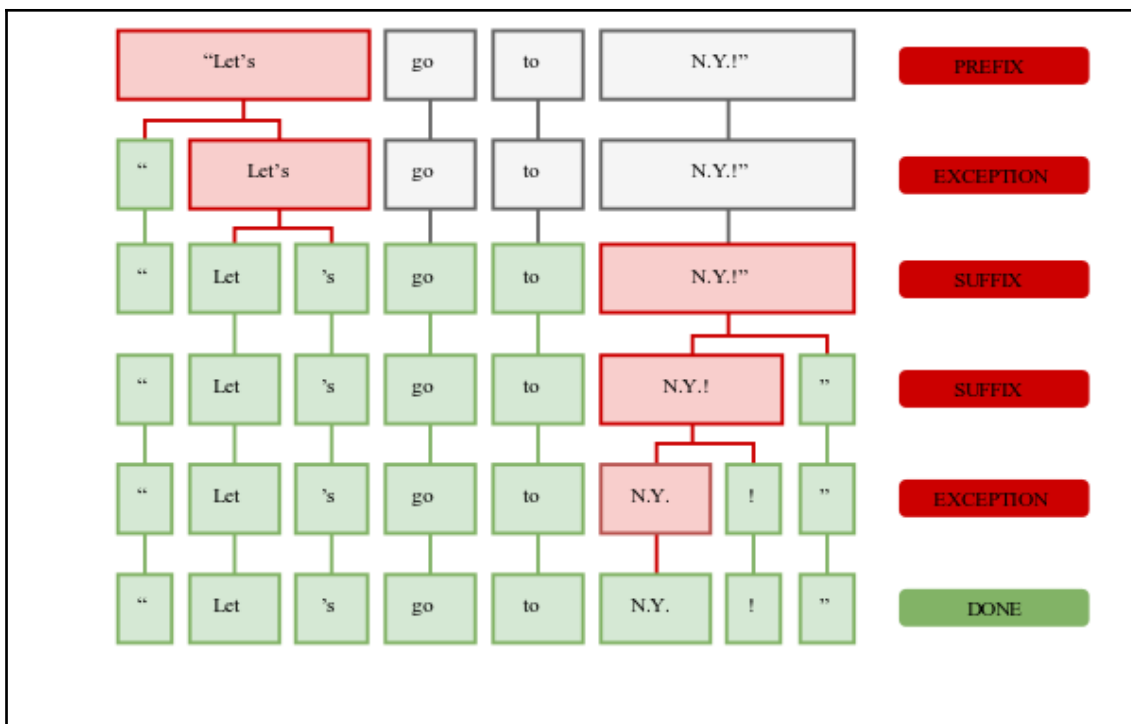 “Let’s go to N.Y.!” PREFIX
“ Let’s go to N.Y.!” EXCEPTION
“ Let ’s go to N.Y.!” SUFFIX
“ Let ’s go to N.Y.! ” SUFFIX
“ Let ’s go to N.Y. ! ” EXCEPTION
“ Let ’s go to N.Y. ! ” DONE